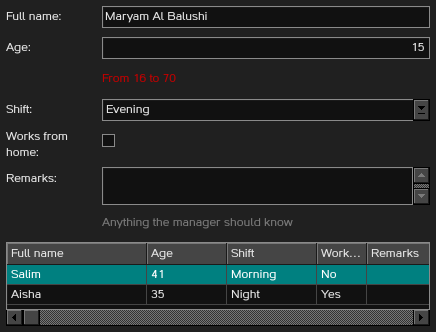 Full name: Maryam Al Balushi
Age: 15
From 16 to 70
Shift: Evening
Works from
home:
Remarks:
Anything the manager should know
Full name Age Shift Work... Remarks
Salim 41 Morning No
Aisha 35 Night Yes